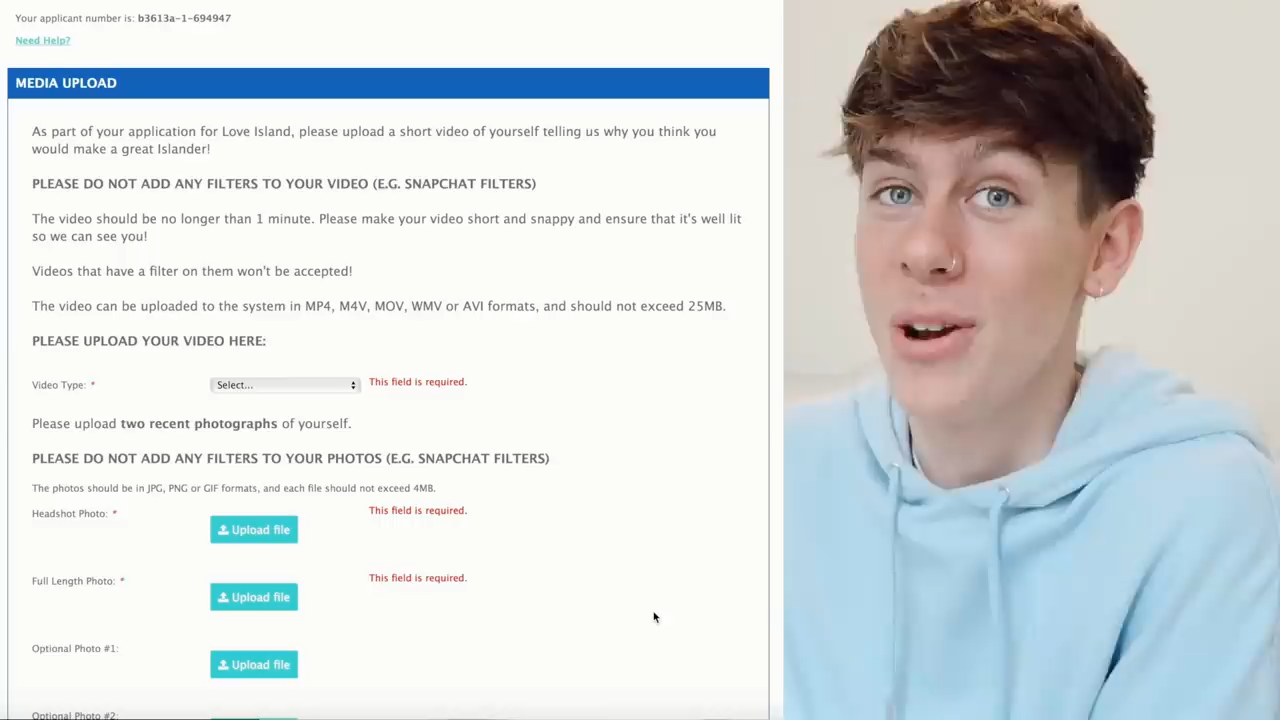 Your applicant number is: b3613a-1-694947
Need Help?
MEDIA UPLOAD
As part of your application for Love Island, please upload a short video of yourself telling us why you think you
would make a great Islander!
PLEASE DO NOT ADD ANY FILTERS TO YOUR VIDEO (E.G. SNAPCHAT FILTERS)
The video should be no longer than 1 minute. Please make your video short and snappy and ensure that it's well lit
so we can see you!
Videos that have a filter on them won't be accepted!
The video can be uploaded to the system in MP4, M4V, MOV, WMV or AVI formats, and should not exceed 25MB.
PLEASE UPLOAD YOUR VIDEO HERE:
Video Type: * Select... This field is required.
Please upload two recent photographs of yourself.
PLEASE DO NOT ADD ANY FILTERS TO YOUR PHOTOS (E.G. SNAPCHAT FILTERS)
The photos should be in JPG, PNG or GIF formats, and each file should not exceed 4MB.
Headshot Photo: * This field is required.
Upload file
Full Length Photo: * This field is required.
Upload file
Optional Photo #1:
Upload file
Optional Photo #2: